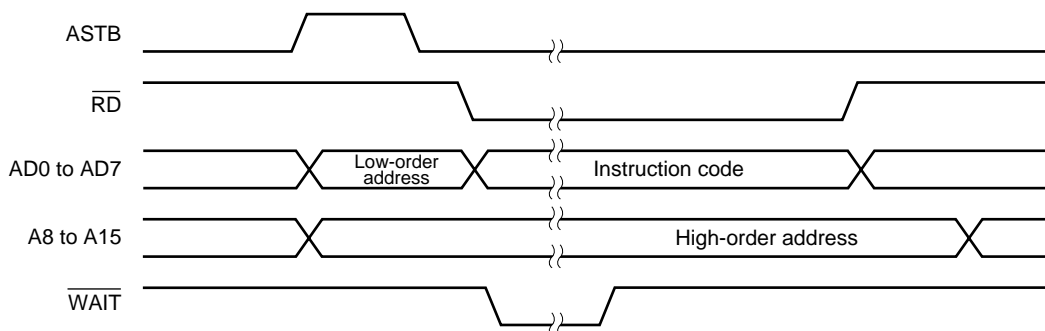 ASTB
RD
AD0 to AD7
Low-order
address
Instruction code
A8 to A15
High-order address
WAIT